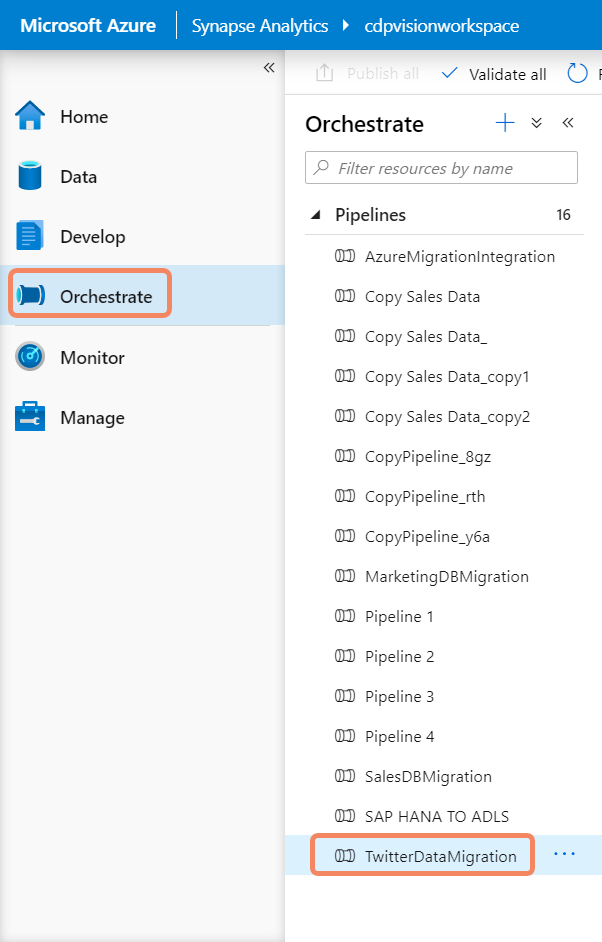 Microsoft Azure
Synapse Analytics
cdpvisionworkspace
Home
Data
Develop
Orchestrate
Monitor
Manage
Publish all
Validate all
Orchestrate
Filter resources by name
Pipelines 16
AzureMigrationIntegration
Copy Sales Data
Copy Sales Data_
Copy Sales Data_copy1
Copy Sales Data_copy2
CopyPipeline_8gz
CopyPipeline_rth
CopyPipeline_y6a
MarketingDBMigration
Pipeline 1
Pipeline 2
Pipeline 3
Pipeline 4
SalesDBMigration
SAP HANA TO ADLS
TwitterDataMigration